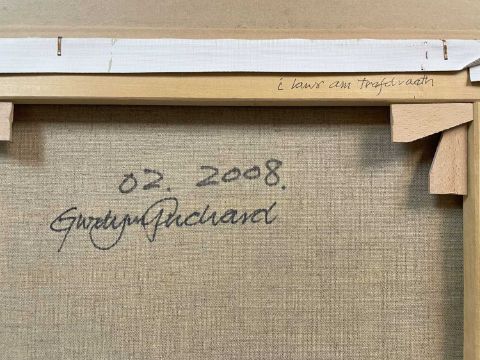 i lawr am trefdraeth
02. 2008.
Gwilym Prichard